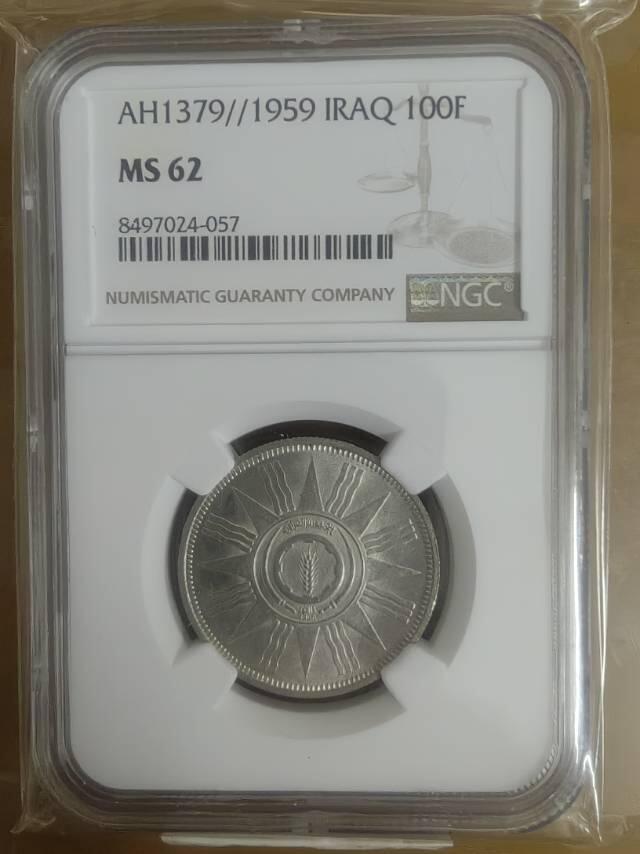 AH1379//1959 IRAQ 100F
MS 62
8497024-057
NUMISMATIC GUARANTY COMPANY
NGC®